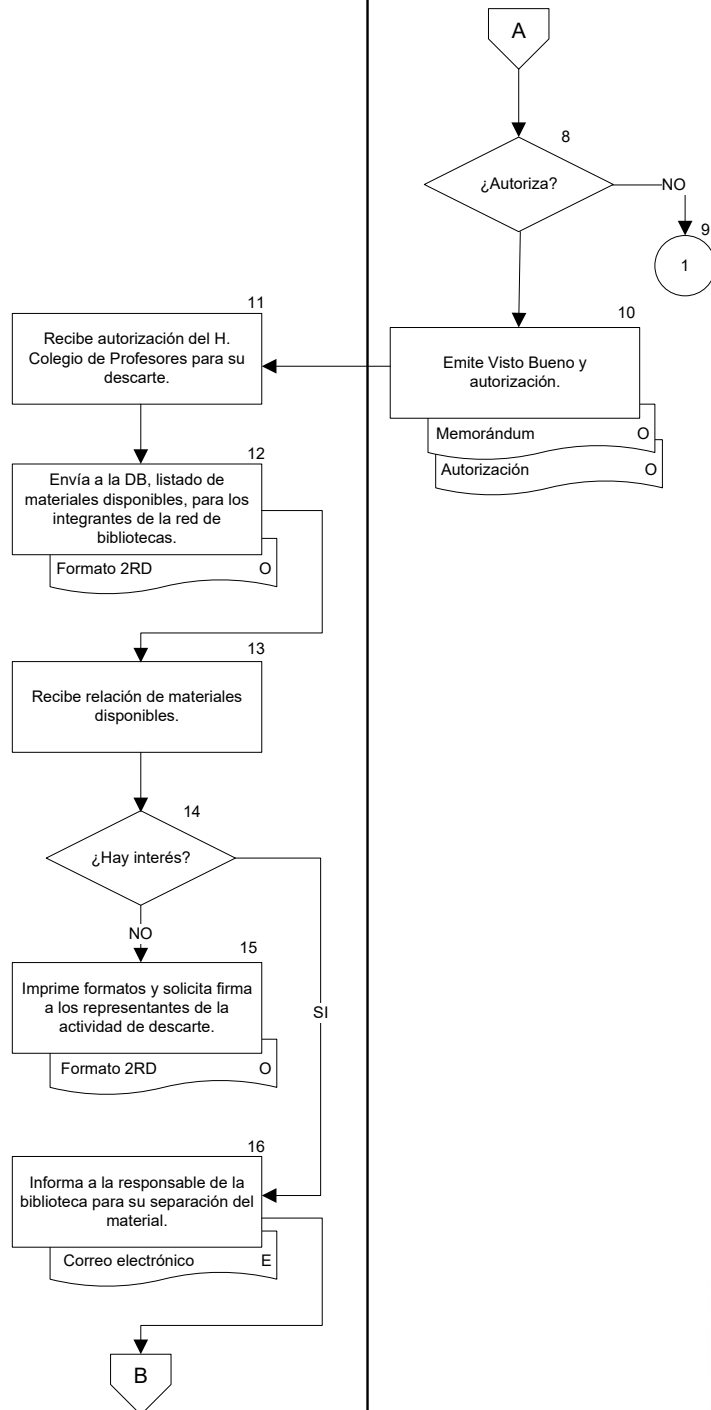 A
8
¿Autoriza?
NO
9
1
10
Emite Visto Bueno y
autorización.
Memorándum O
Autorización O
11
Recibe autorización del H.
Colegio de Profesores para su
descarte.
12
Envía a la DB, listado de
materiales disponibles, para los
integrantes de la red de
bibliotecas.
Formato 2RD O
13
Recibe relación de materiales
disponibles.
14
¿Hay interés?
NO
SI
15
Imprime formatos y solicita firma
a los representantes de la
actividad de descarte.
Formato 2RD O
16
Informa a la responsable de la
biblioteca para su separación del
material.
Correo electrónico E
B